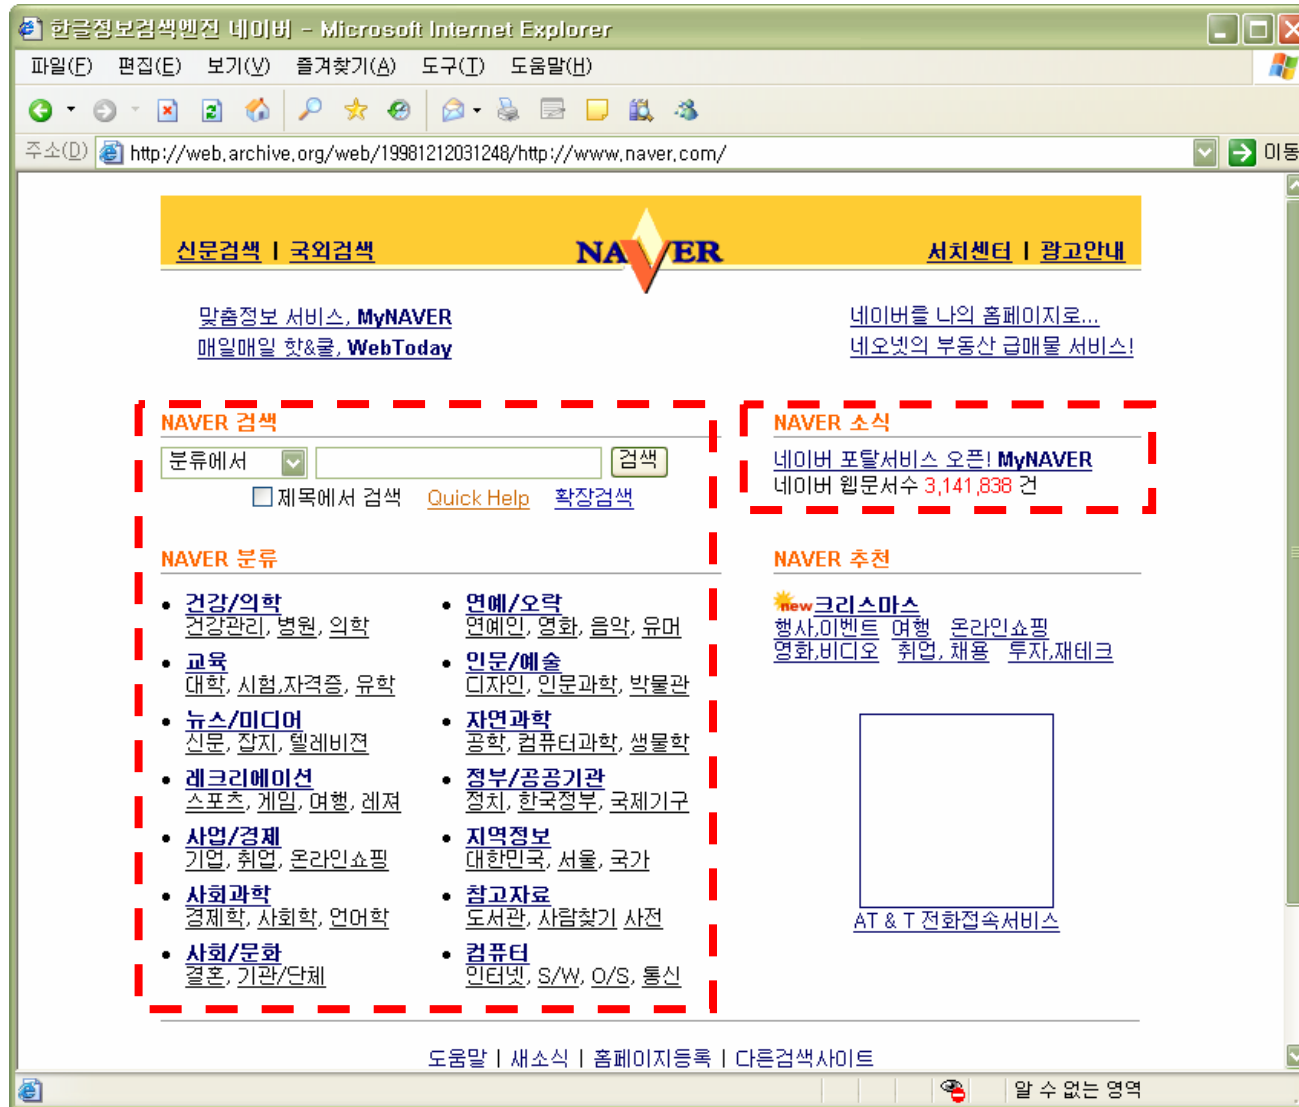 한글정보검색엔진 네이버 - Microsoft Internet Explorer
파일(F) 편집(E) 보기(V) 즐겨찾기(A) 도구(T) 도움말(H)
주소(D) http://web.archive.org/web/19981212031248/http://www.naver.com/ 이동
신문검색 | 국외검색 NAVER 서치센터 | 광고안내
맞춤정보 서비스, MyNAVER
매일매일 핫&쿨, WebToday
네이버를 나의 홈페이지로...
네오넷의 부동산 급매물 서비스!
NAVER 검색
분류에서 검색
제목에서 검색 Quick Help 확장검색
NAVER 소식
네이버 포탈서비스 오픈! MyNAVER
네이버 웹문서수 3,141,838 건
NAVER 분류
• 건강/의학
건강관리, 병원, 의학
• 교육
대학, 시험,자격증, 유학
• 뉴스/미디어
신문, 잡지, 텔레비젼
• 레크리에이션
스포츠, 게임, 여행, 레져
• 사업/경제
기업, 취업, 온라인쇼핑
• 사회과학
경제학, 사회학, 언어학
• 사회/문화
결혼, 기관/단체
• 연예/오락
연예인, 영화, 음악, 유머
• 인문/예술
디자인, 인문과학, 박물관
• 자연과학
공학, 컴퓨터과학, 생물학
• 정부/공공기관
정치, 한국정부, 국제기구
• 지역정보
대한민국, 서울, 국가
• 참고자료
도서관, 사람찾기 사전
• 컴퓨터
인터넷, S/W, O/S, 통신
NAVER 추천
new 크리스마스
행사,이벤트 여행 온라인쇼핑
영화,비디오 취업, 채용 투자,재테크
AT & T 전화접속서비스
도움말 | 새소식 | 홈페이지등록 | 다른검색사이트
알 수 없는 영역